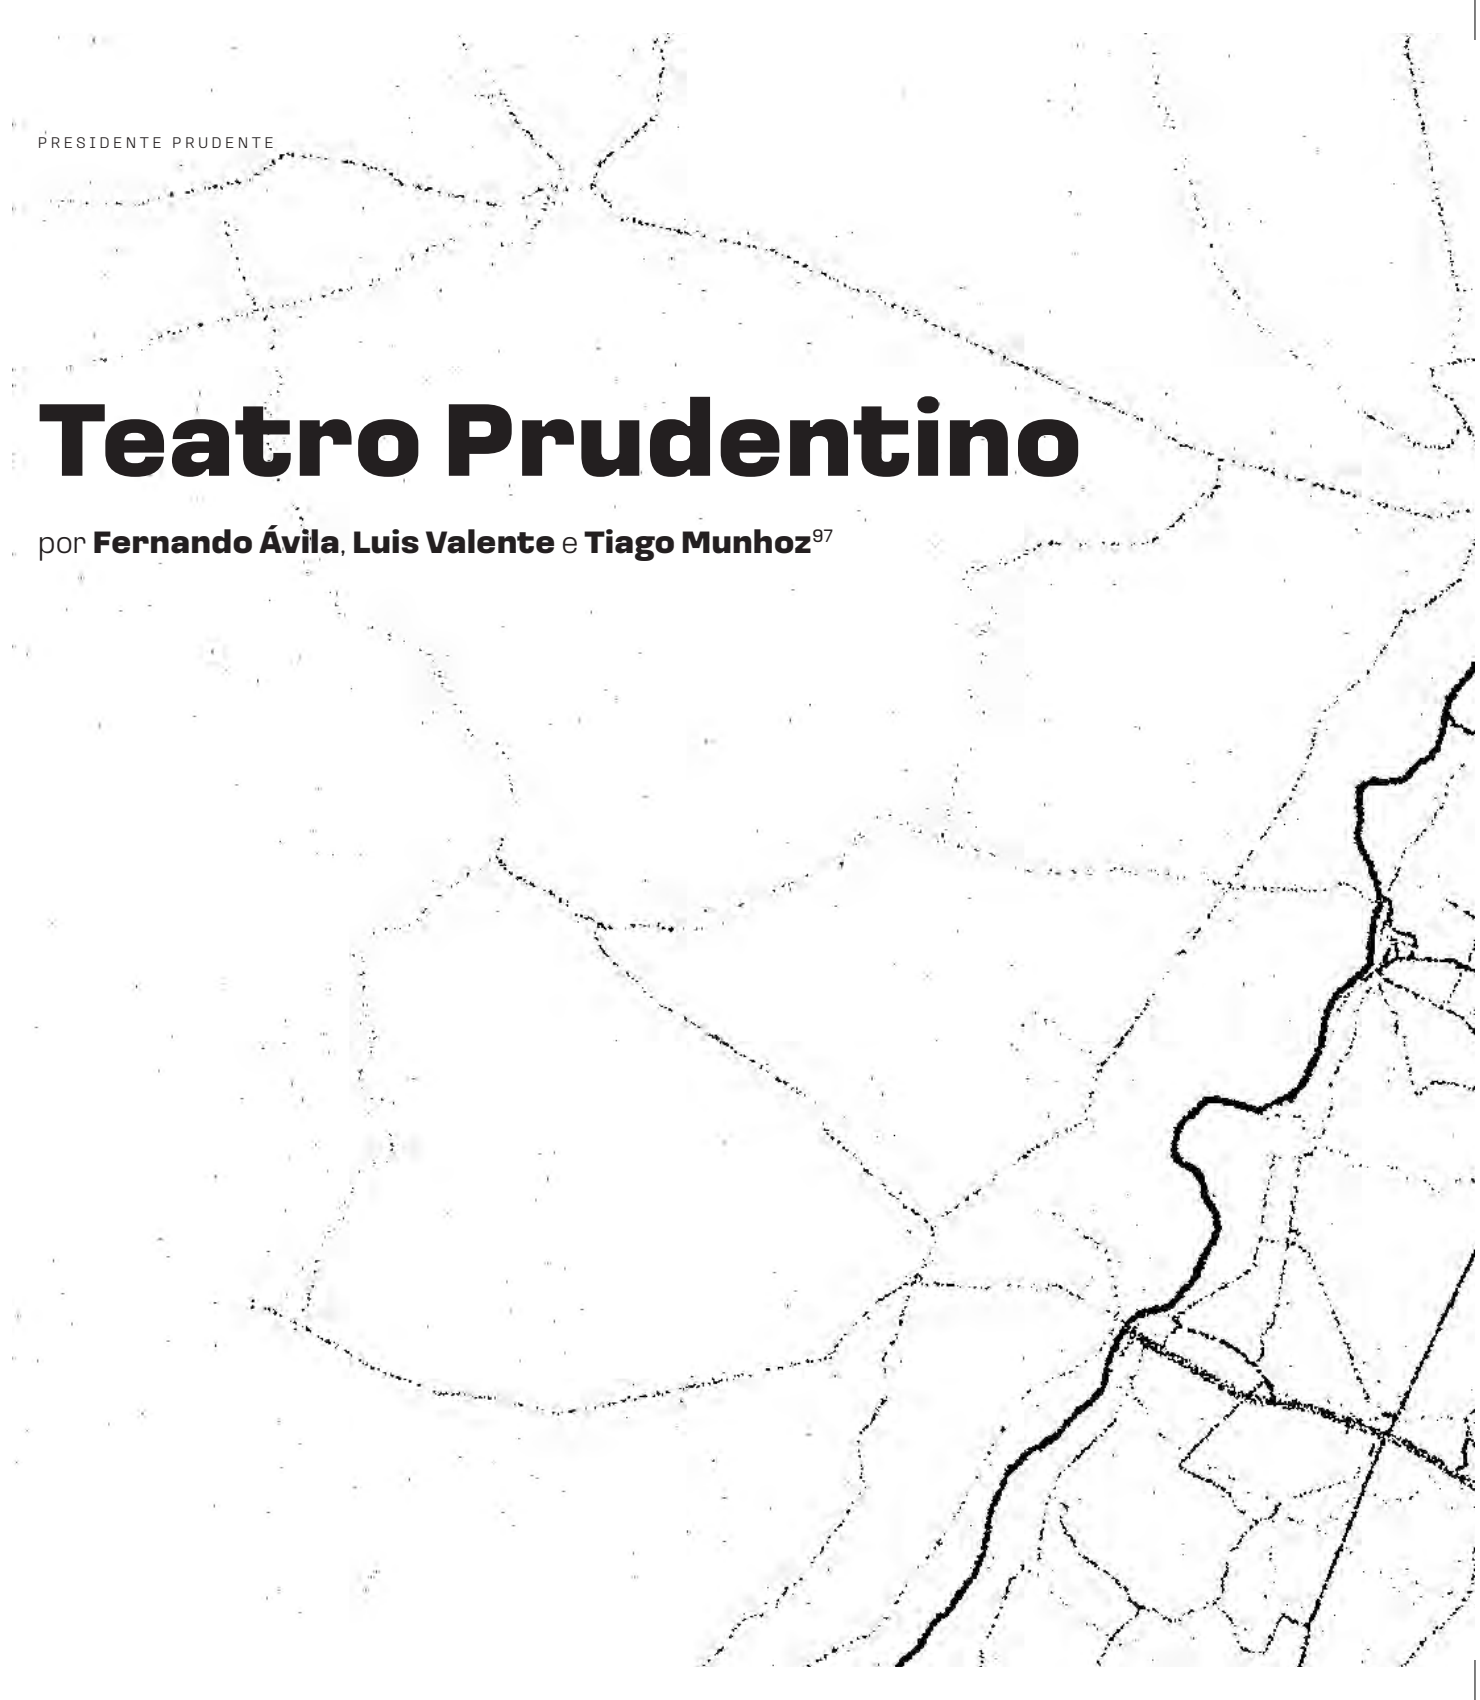 PRESIDENTE PRUDENTE
Teatro Prudentino
por Fernando Ávila, Luis Valente e Tiago Munhoz97